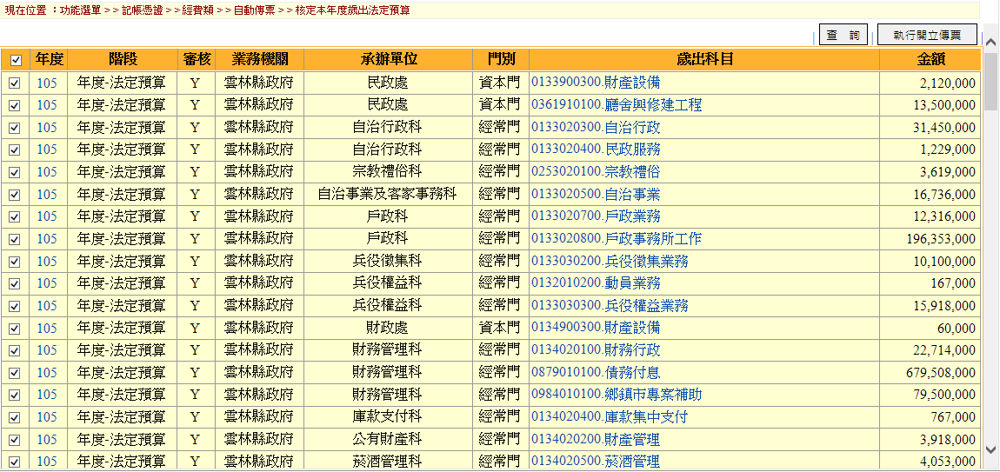 現在位置 ：功能選單>>記帳憑證>>經費類>>自動傳票>>核定本年度歲出法定預算
查 詢 執行開立傳票
年度 階段 審核 業務機關 承辦單位 門別 歲出科目 金額
105 年度-法定預算 Y 雲林縣政府 民政處 資本門 0133900300.財產設備 2,120,000
105 年度-法定預算 Y 雲林縣政府 民政處 資本門 0361910100.廳舍興修建工程 13,500,000
105 年度-法定預算 Y 雲林縣政府 自治行政科 經常門 0133020300.自治行政 31,450,000
105 年度-法定預算 Y 雲林縣政府 自治行政科 經常門 0133020400.民政服務 1,229,000
105 年度-法定預算 Y 雲林縣政府 宗教禮俗科 經常門 0253020100.宗教禮俗 3,619,000
105 年度-法定預算 Y 雲林縣政府 自治事業及客家事務科 經常門 0133020500.自治事業 16,736,000
105 年度-法定預算 Y 雲林縣政府 戶政科 經常門 0133020700.戶政業務 12,316,000
105 年度-法定預算 Y 雲林縣政府 戶政科 經常門 0133020800.戶政事務所工作 196,353,000
105 年度-法定預算 Y 雲林縣政府 兵役徵集科 經常門 0133030200.兵役徵集業務 10,100,000
105 年度-法定預算 Y 雲林縣政府 兵役權益科 經常門 0132010200.動員業務 167,000
105 年度-法定預算 Y 雲林縣政府 兵役權益科 經常門 0133030300.兵役權益業務 15,918,000
105 年度-法定預算 Y 雲林縣政府 財政處 資本門 0134900300.財產設備 60,000
105 年度-法定預算 Y 雲林縣政府 財務管理科 經常門 0134020100.財務行政 22,714,000
105 年度-法定預算 Y 雲林縣政府 財務管理科 經常門 0879010100.債務付息 679,508,000
105 年度-法定預算 Y 雲林縣政府 財務管理科 經常門 0984010100.鄉鎮市專案補助 79,500,000
105 年度-法定預算 Y 雲林縣政府 庫款支付科 經常門 0134020400.庫款集中支付 767,000
105 年度-法定預算 Y 雲林縣政府 公有財產科 經常門 0134020200.財產管理 3,918,000
105 年度-法定預算 Y 雲林縣政府 菸酒管理科 經常門 0134020500.菸酒管理 4,053,000